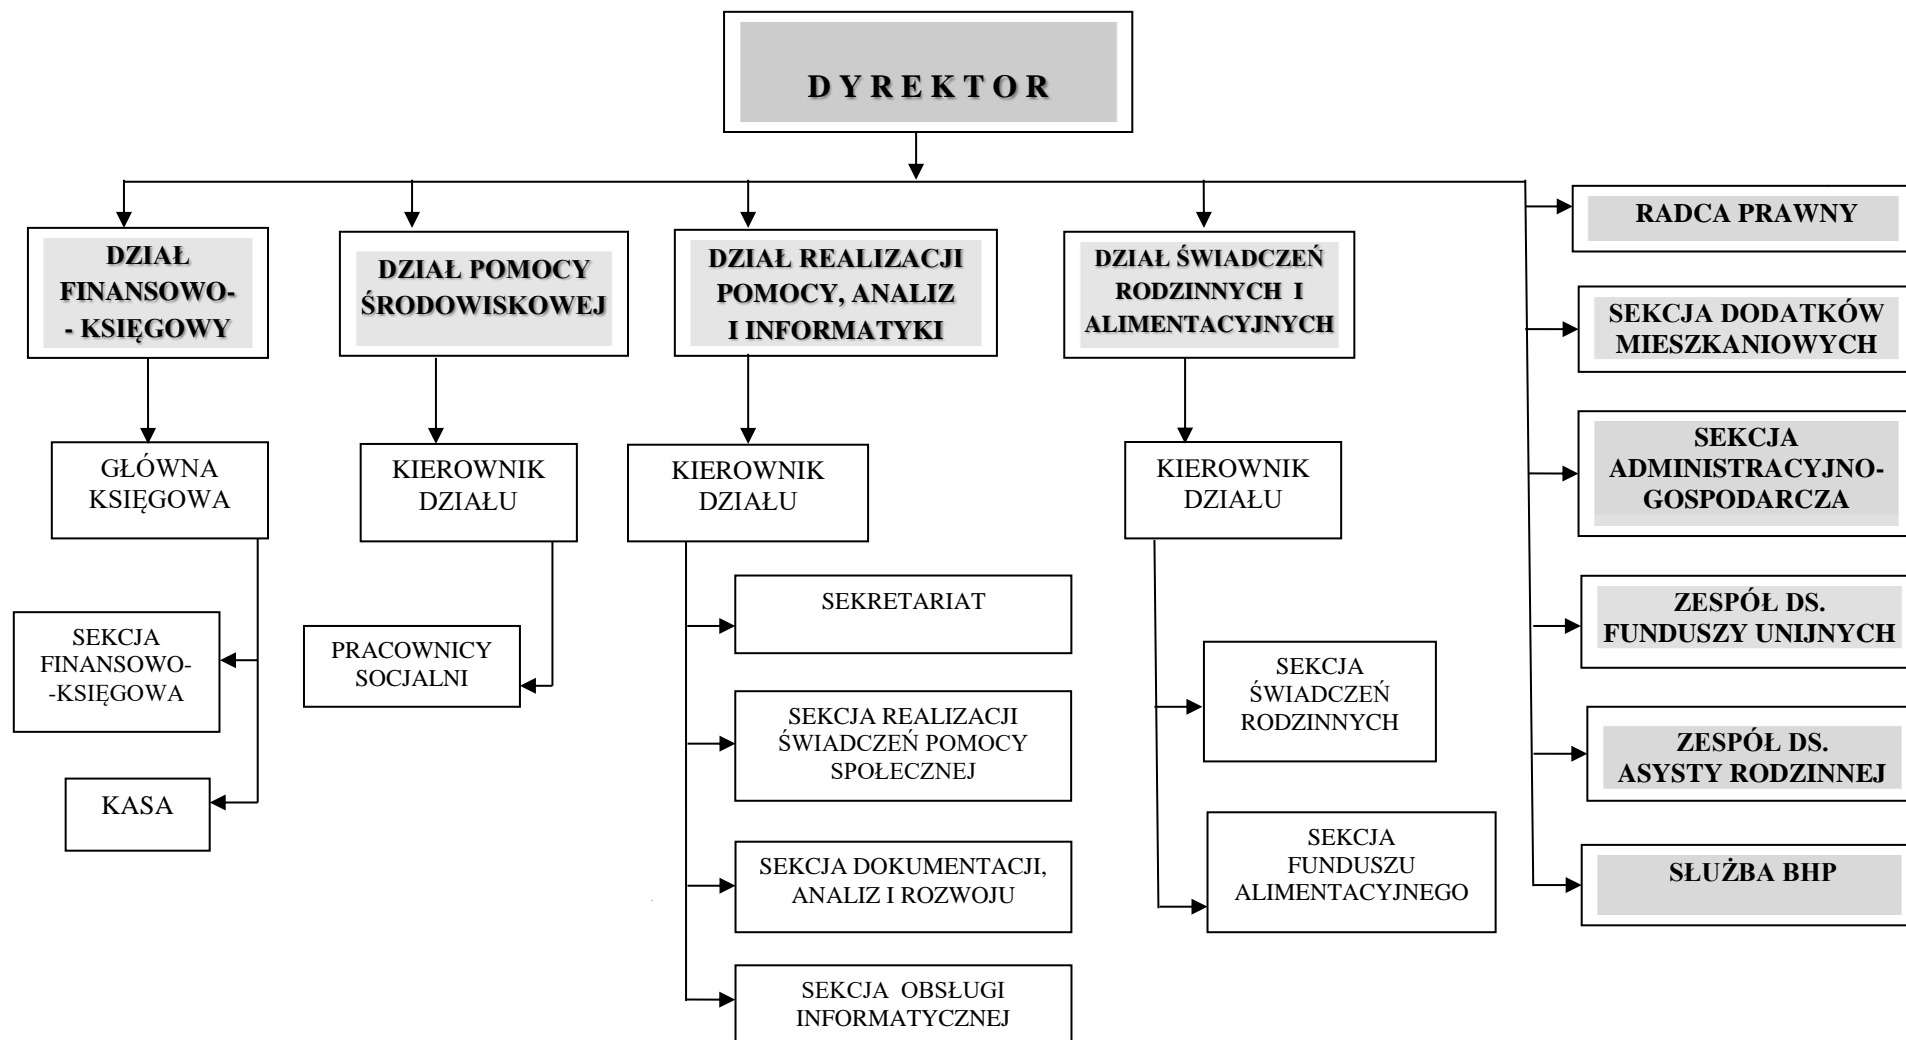 D Y R E K T O R
DZIAŁ
FINANSOWO-
- KSIĘGOWY
DZIAŁ POMOCY
ŚRODOWISKOWEJ
DZIAŁ REALIZACJI
POMOCY, ANALIZ
I INFORMATYKI
DZIAŁ ŚWIADCZEŃ
RODZINNYCH I
ALIMENTACYJNYCH
RADCA PRAWNY
SEKCJA DODATKÓW
MIESZKANIOWYCH
SEKCJA
ADMINISTRACYJNO-
GOSPODARCZA
ZESPÓŁ DS.
FUNDUSZY UNIJNYCH
ZESPÓŁ DS.
ASYSTY RODZINNEJ
SŁUŻBA BHP
GŁÓWNA
KSIĘGOWA
KIEROWNIK
DZIAŁU
KIEROWNIK
DZIAŁU
KIEROWNIK
DZIAŁU
SEKCJA
FINANSOWO-
-KSIĘGOWA
KASA
PRACOWNICY
SOCJALNI
SEKRETARIAT
SEKCJA REALIZACJI
ŚWIADCZEŃ POMOCY
SPOŁECZNEJ
SEKCJA DOKUMENTACJI,
ANALIZ I ROZWOJU
SEKCJA OBSŁUGI
INFORMATYCZNEJ
SEKCJA
ŚWIADCZEŃ
RODZINNYCH
SEKCJA
FUNDUSZU
ALIMENTACYJNEGO